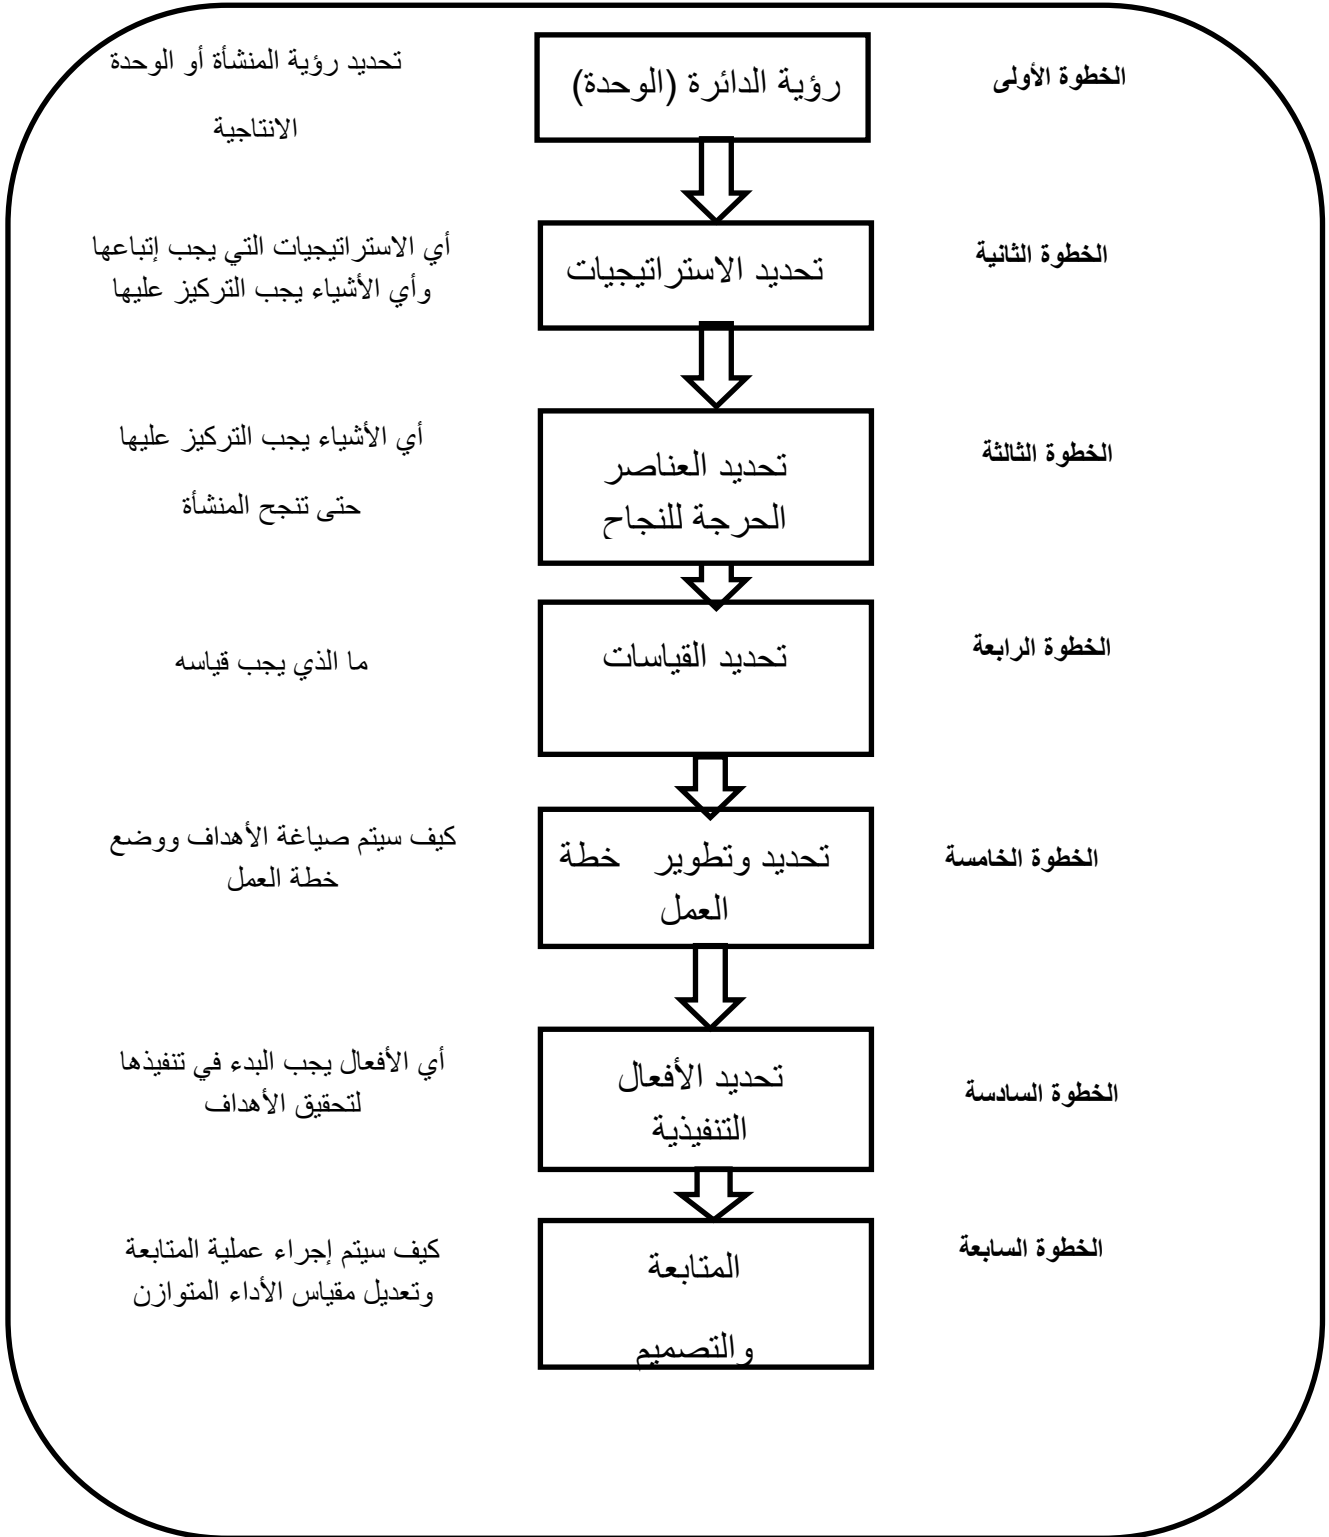 الخطوة الأولى
رؤية الدائرة (الوحدة)
تحديد رؤية المنشأة أو الوحدة
الانتاجية
الخطوة الثانية
تحديد الاستراتيجيات
أي الاستراتيجيات التي يجب إتباعها
وأي الأشياء يجب التركيز عليها
الخطوة الثالثة
تحديد العناصر
الحرجة للنجاح
أي الأشياء يجب التركيز عليها
حتى تنجح المنشأة
الخطوة الرابعة
تحديد القياسات
ما الذي يجب قياسه
الخطوة الخامسة
تحديد وتطوير خطة
العمل
كيف سيتم صياغة الأهداف ووضع
خطة العمل
الخطوة السادسة
تحديد الأفعال
التنفيذية
أي الأفعال يجب البدء في تنفيذها
لتحقيق الأهداف
الخطوة السابعة
المتابعة
والتصميم
كيف سيتم إجراء عملية المتابعة
وتعديل مقياس الأداء المتوازن